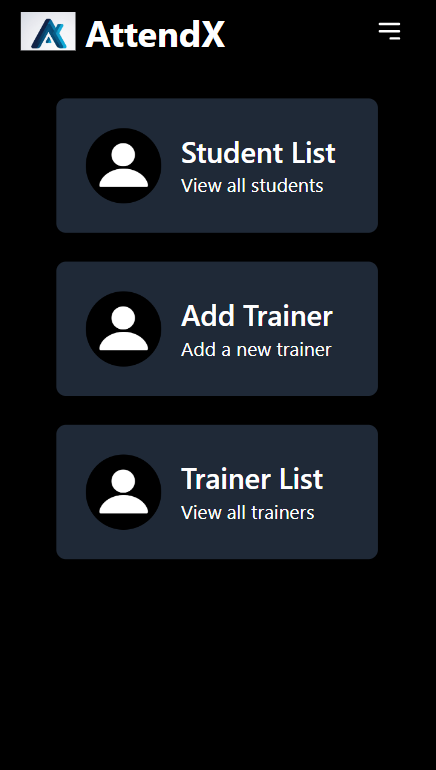 AttendX
Student List
View all students
Add Trainer
Add a new trainer
Trainer List
View all trainers